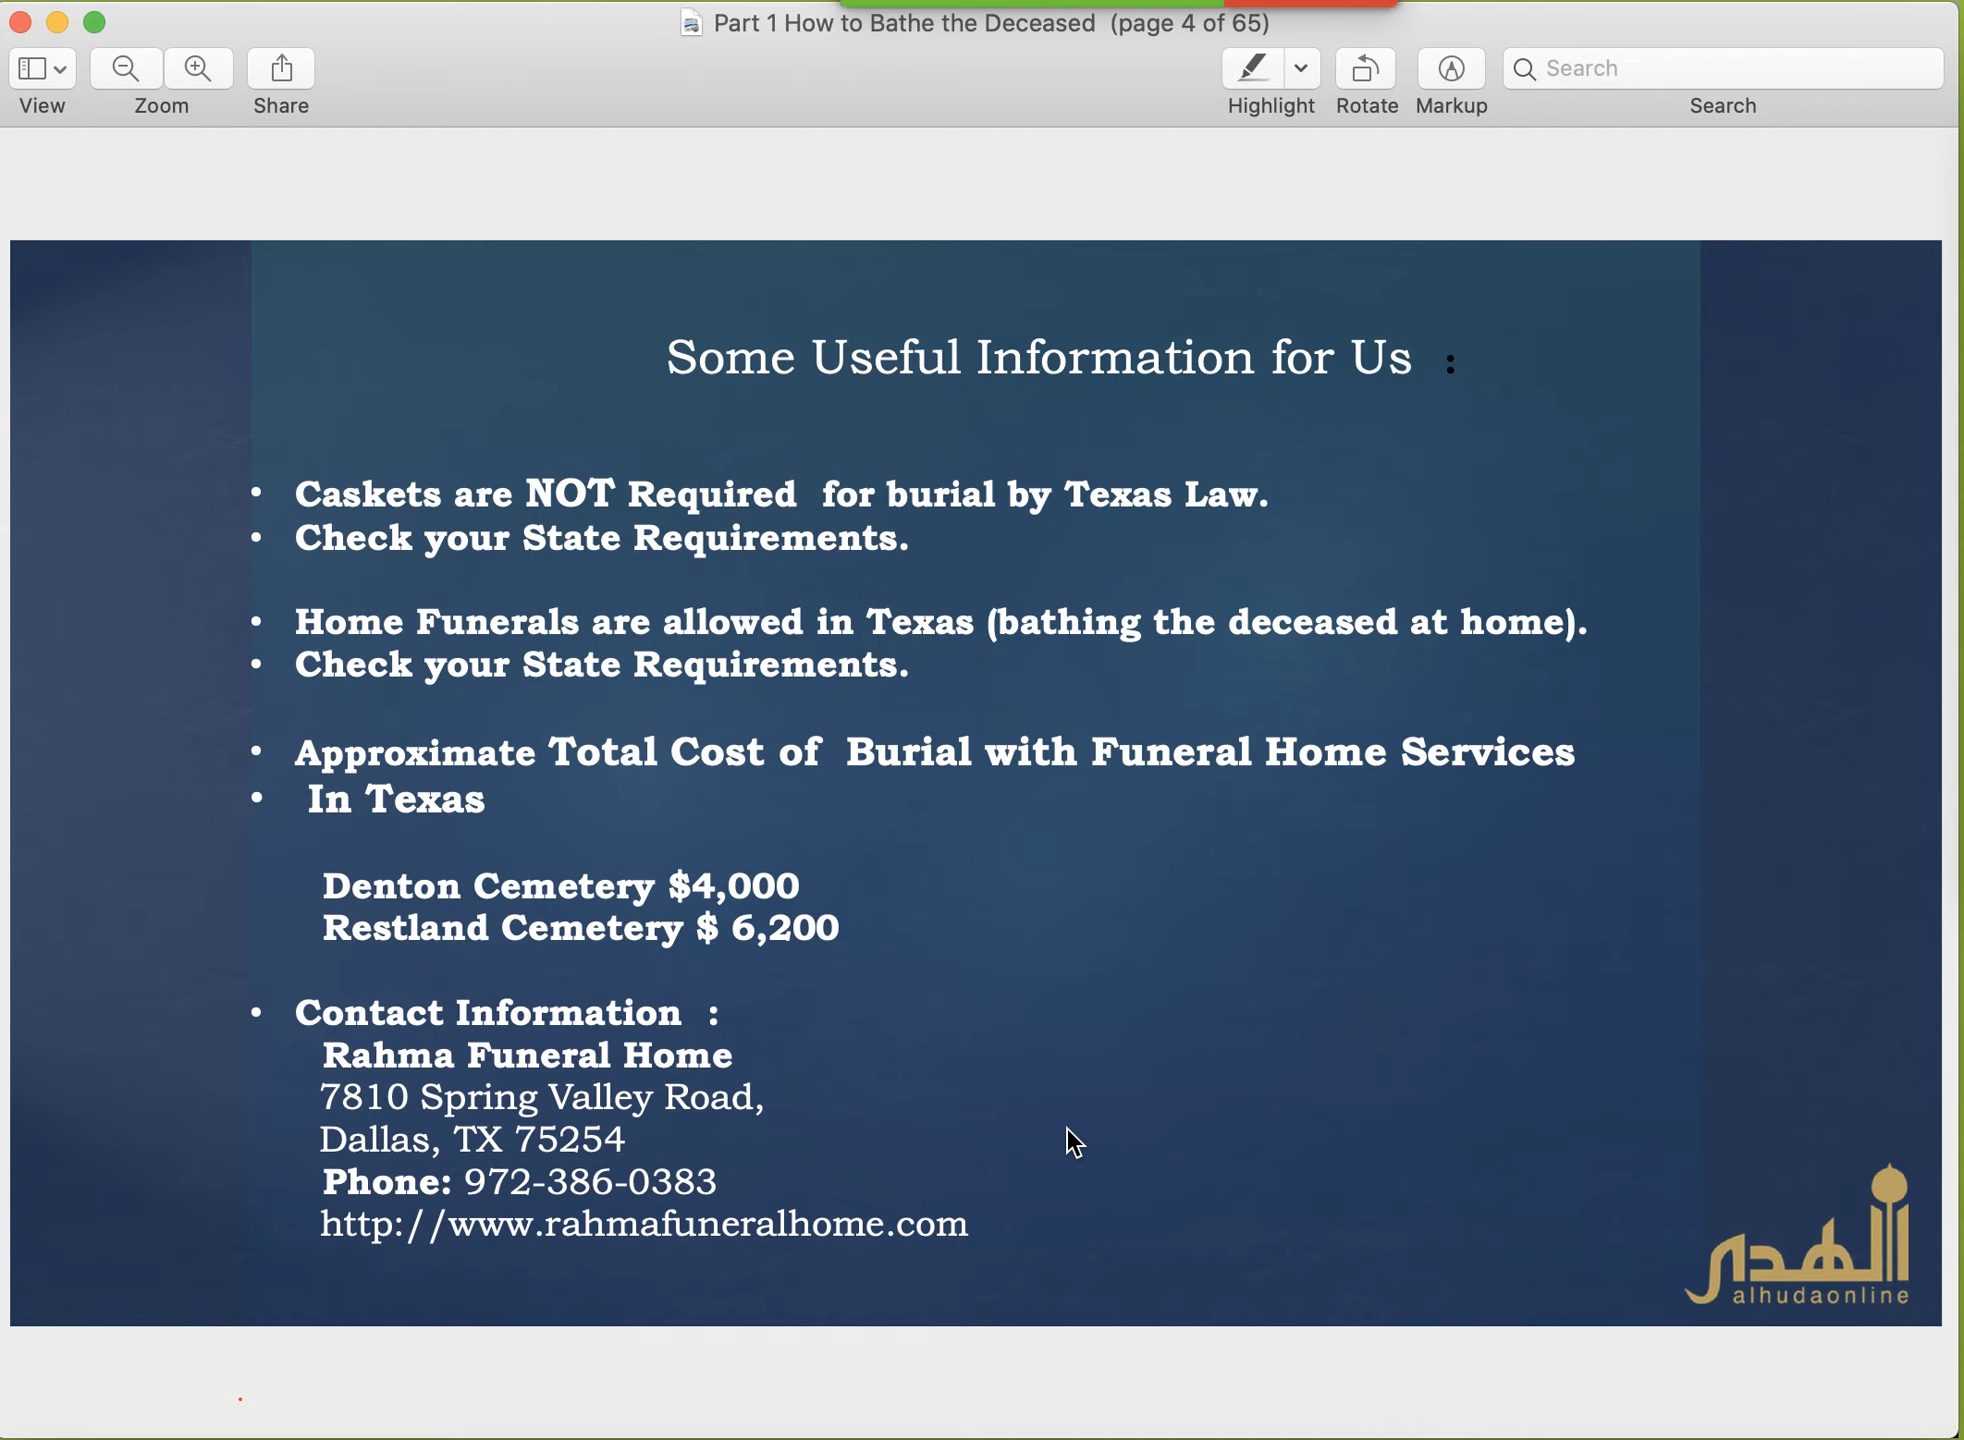 Part 1 How to Bathe the Deceased (page 4 of 65)
View
Zoom
Share
Highlight
Rotate
Markup
Search
Search
Some Useful Information for Us :
• Caskets are NOT Required for burial by Texas Law.
• Check your State Requirements.
• Home Funerals are allowed in Texas (bathing the deceased at home).
• Check your State Requirements.
• Approximate Total Cost of Burial with Funeral Home Services
• In Texas
Denton Cemetery $4,000
Restland Cemetery $ 6,200
• Contact Information :
Rahma Funeral Home
7810 Spring Valley Road,
Dallas, TX 75254
Phone: 972-386-0383
http://www.rahmafuneralhome.com
الهدى
alhudaonline